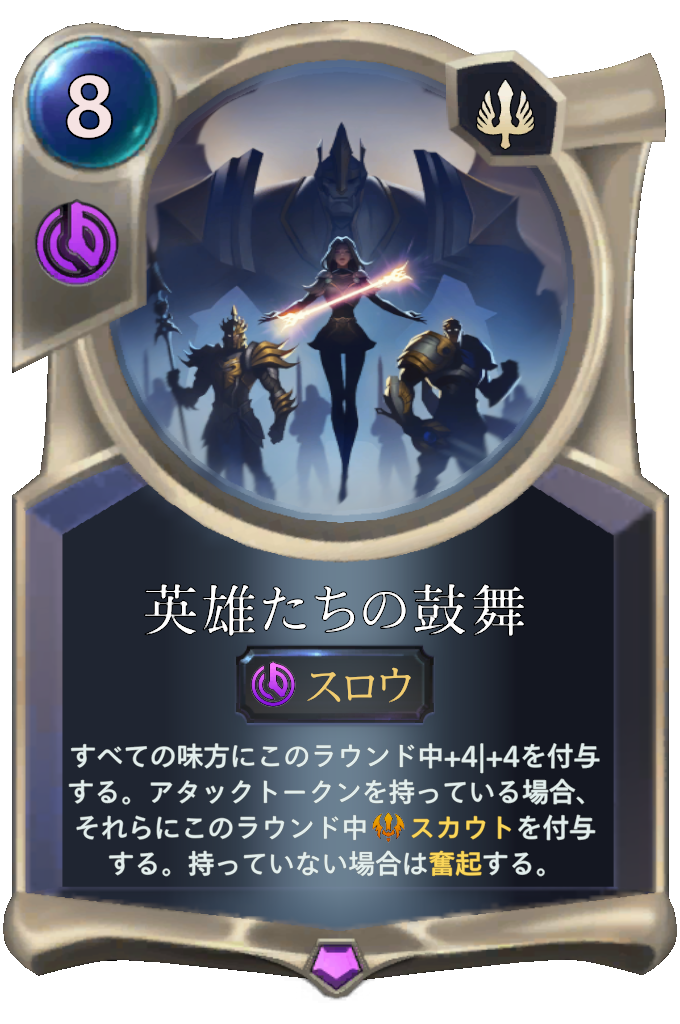 8
英雄たちの鼓舞
スロウ
すべての味方にこのラウンド中+4|+4を付与
する。アタックトークンを持っている場合、
それらにこのラウンド中スカウトを付与
する。持っていない場合は奮起する。